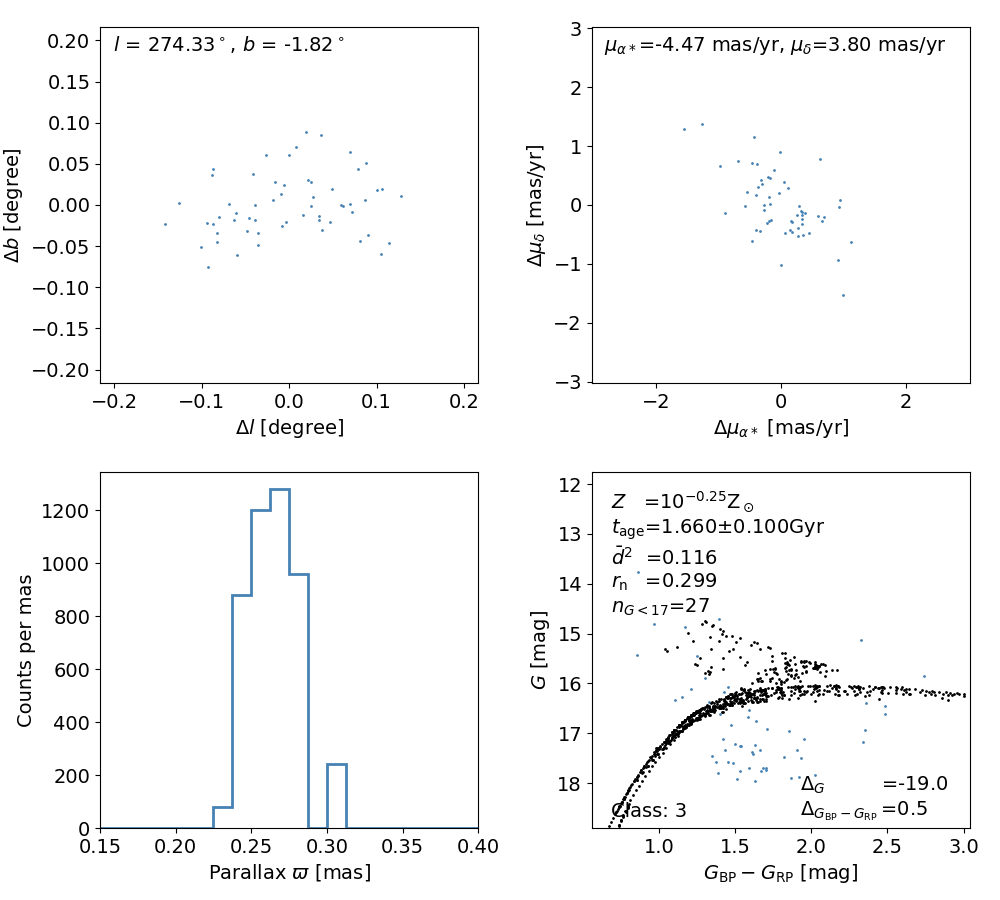 l = 274.33°, b = -1.82°
0.20
0.15
0.10
0.05
0.00
−0.05
−0.10
−0.15
−0.20
Δb [degree]
−0.2 −0.1 0.0 0.1 0.2
Δl [degree]
μα*=-4.47 mas/yr, μδ=3.80 mas/yr
3
2
1
0
−1
−2
−3
Δμδ [mas/yr]
−2 0 2
Δμα* [mas/yr]
1200
1000
800
600
400
200
0
Counts per mas
0.15 0.20 0.25 0.30 0.35 0.40
Parallax ϖ [mas]
12
13
14
15
16
17
18
G [mag]
Z =10^−0.25 Z⊙
tage=1.660±0.100Gyr
d̄² =0.116
rn =0.299
nG<17=27
ΔG =-19.0
ΔGBP−GRP =0.5
Class: 3
1.0 1.5 2.0 2.5 3.0
GBP − GRP [mag]